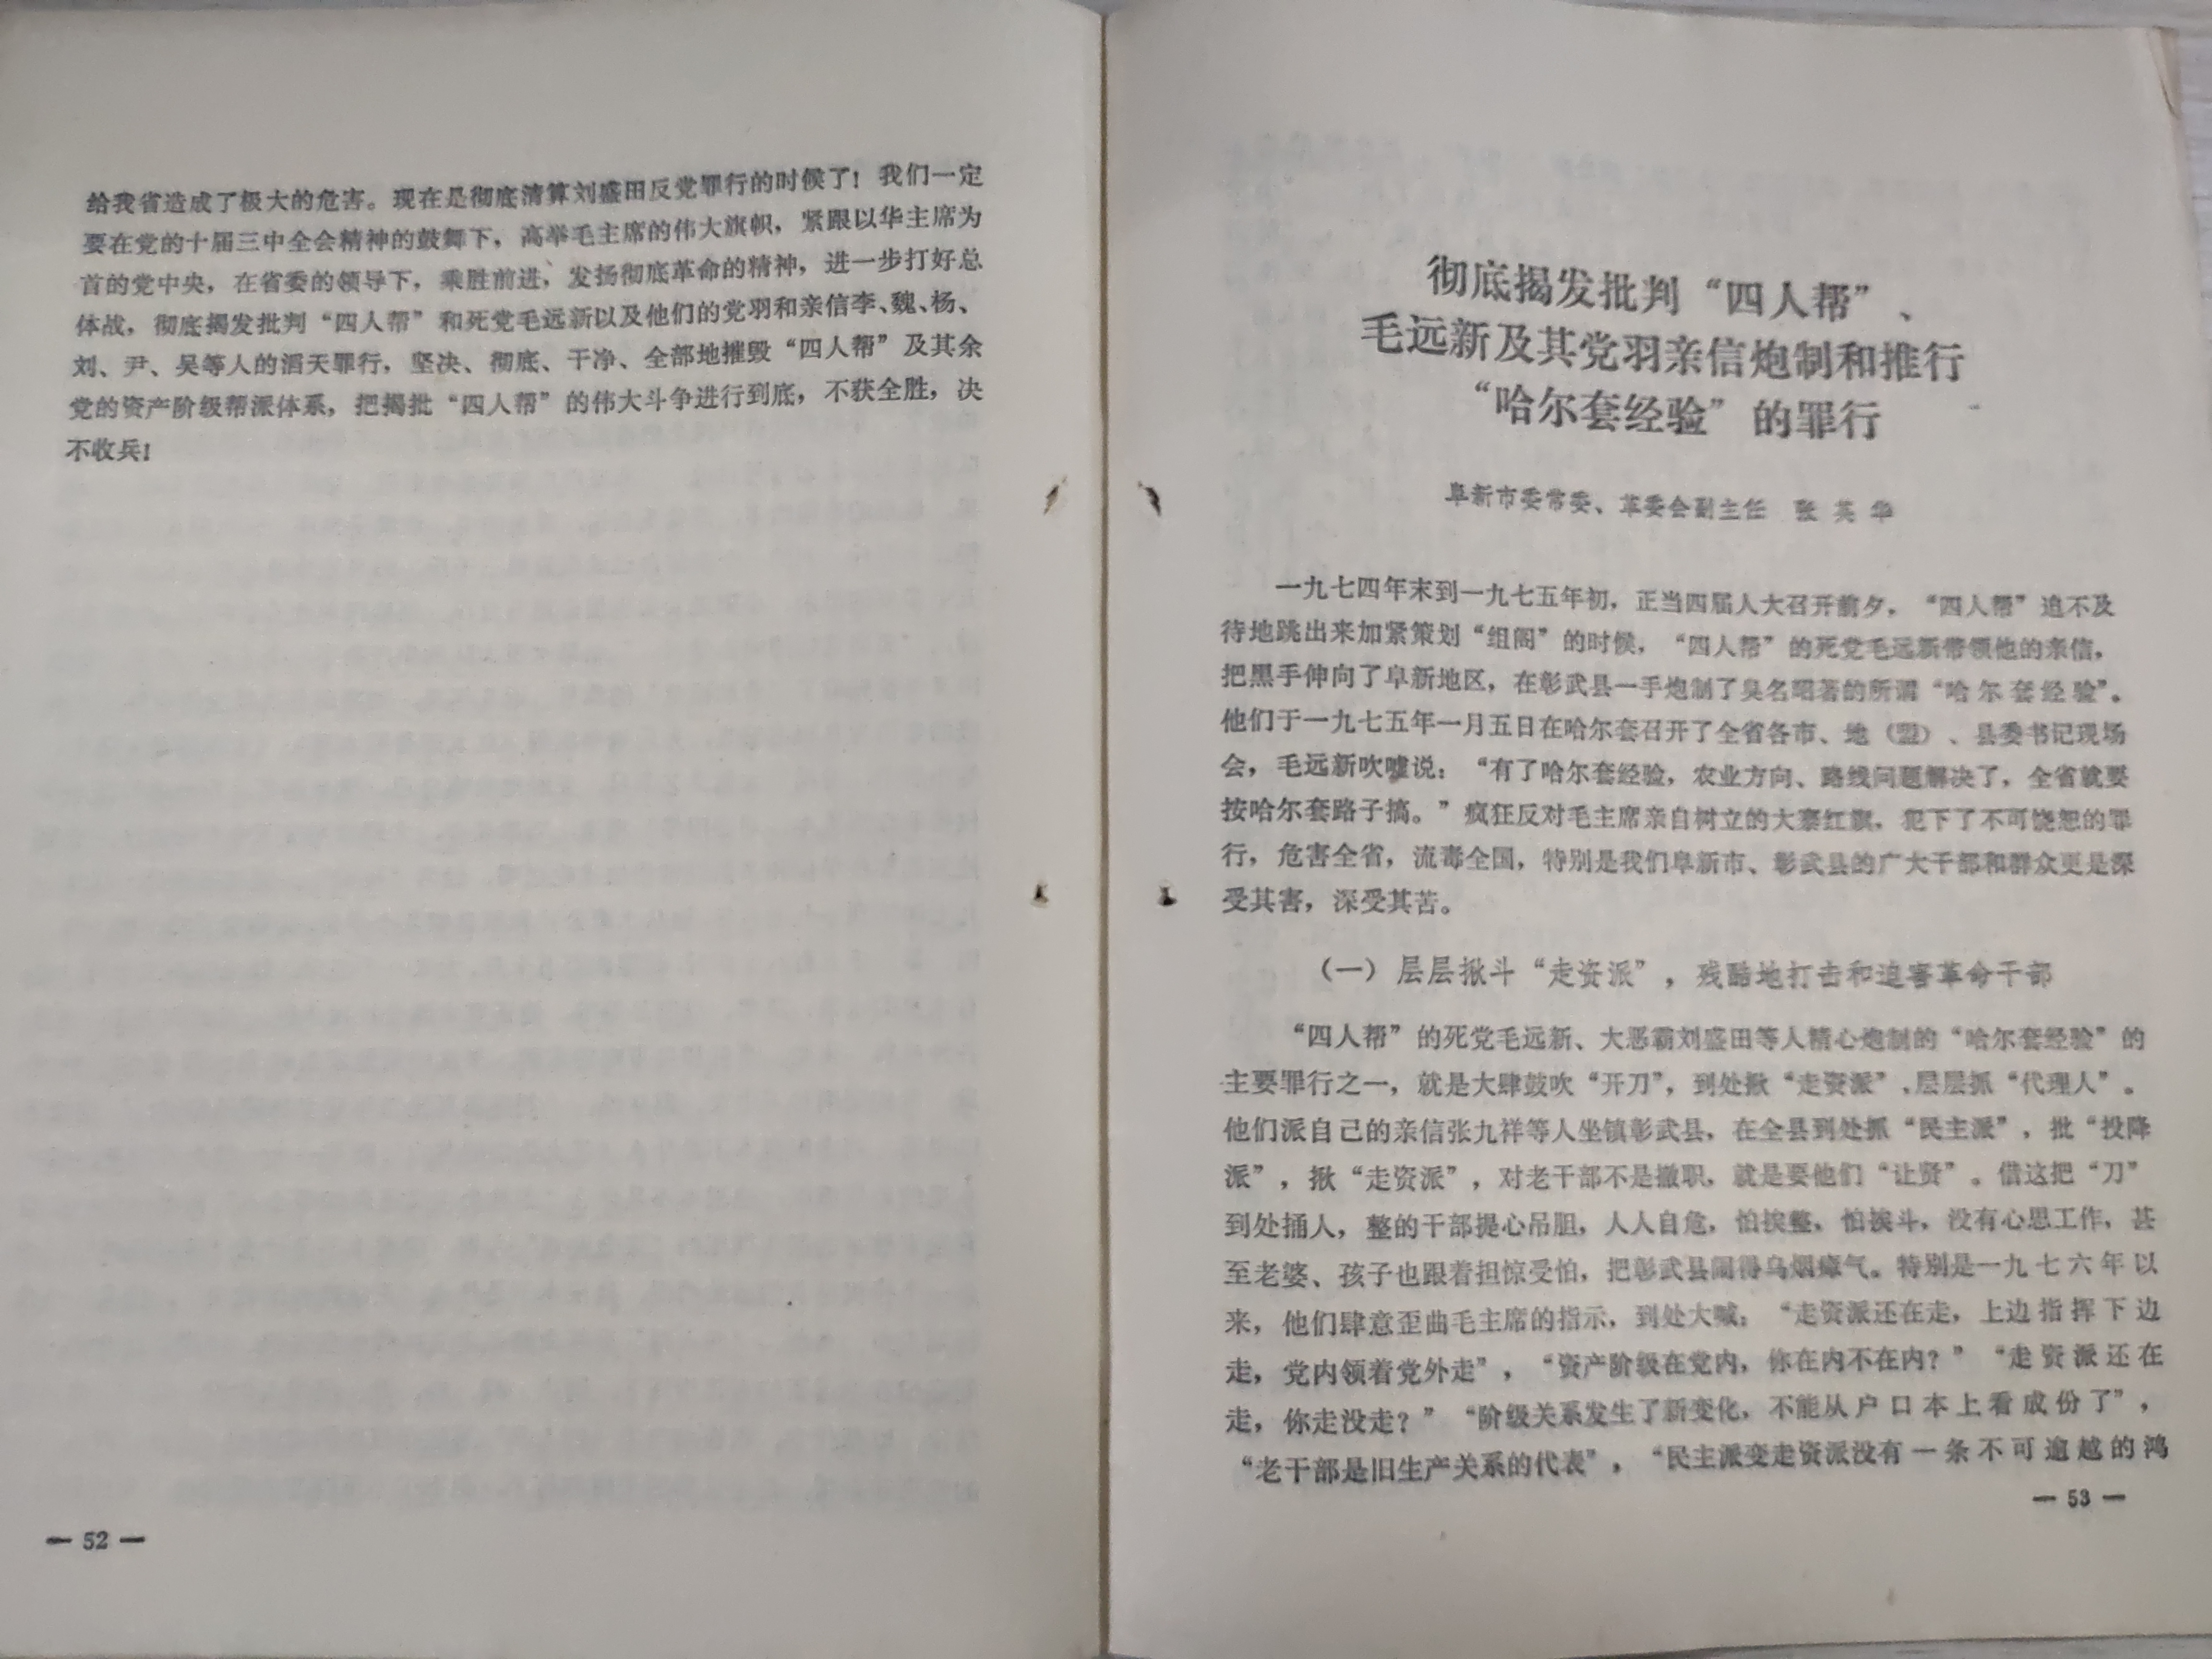 给我省造成了极大的危害。现在是彻底清算刘盛田反党罪行的时候了！我们一定
要在党的十届三中全会精神的鼓舞下，高举毛主席的伟大旗帜，紧跟以华主席为
首的党中央，在省委的领导下，乘胜前进，发扬彻底革命的精神，进一步打好总
体战，彻底揭发批判“四人帮”和死党毛远新以及他们的党羽和亲信李、魏、杨、
刘、尹、吴等人的滔天罪行，坚决、彻底、干净、全部地摧毁“四人帮”及其余
党的资产阶级帮派体系，把揭批“四人帮”的伟大斗争进行到底，不获全胜，决
不收兵！
— 52 —
彻底揭发批判“四人帮”、
毛远新及其党羽亲信炮制和推行
“哈尔套经验”的罪行
阜新市委常委、革委会副主任　张英华
一九七四年末到一九七五年初，正当四届人大召开前夕，“四人帮”迫不及
待地跳出来加紧策划“组阁”的时候，“四人帮”的死党毛远新带领他的亲信，
把黑手伸向了阜新地区，在彰武县一手炮制了臭名昭著的所谓“哈尔套经验”。
他们于一九七五年一月五日在哈尔套召开了全省各市、地（盟）、县委书记现场
会，毛远新吹嘘说：“有了哈尔套经验，农业方向、路线问题解决了，全省就要
按哈尔套路子搞。”疯狂反对毛主席亲自树立的大寨红旗，犯下了不可饶恕的罪
行，危害全省，流毒全国，特别是我们阜新市、彰武县的广大干部和群众更是深
受其害，深受其苦。
（一）层层揪斗“走资派”，残酷地打击和迫害革命干部
“四人帮”的死党毛远新、大恶霸刘盛田等人精心炮制的“哈尔套经验”的
主要罪行之一，就是大肆鼓吹“开刀”，到处揪“走资派”，层层抓“代理人”。
他们派自己的亲信张九祥等人坐镇彰武县，在全县到处抓“民主派”，批“投降
派”，揪“走资派”，对老干部不是撤职，就是要他们“让贤”。借这把“刀”
到处捅人，整的干部提心吊胆，人人自危，怕挨整，怕挨斗，没有心思工作，甚
至老婆、孩子也跟着担惊受怕，把彰武县闹得乌烟瘴气。特别是一九七六年以
来，他们肆意歪曲毛主席的指示，到处大喊：“走资派还在走，上边指挥下边
走，党内领着党外走”，“资产阶级在党内，你在内不在内？”“走资派还在
走，你走没走？”“阶级关系发生了新变化，不能从户口本上看成份了”，
“老干部是旧生产关系的代表”，“民主派变走资派没有一条不可逾越的鸿
— 53 —